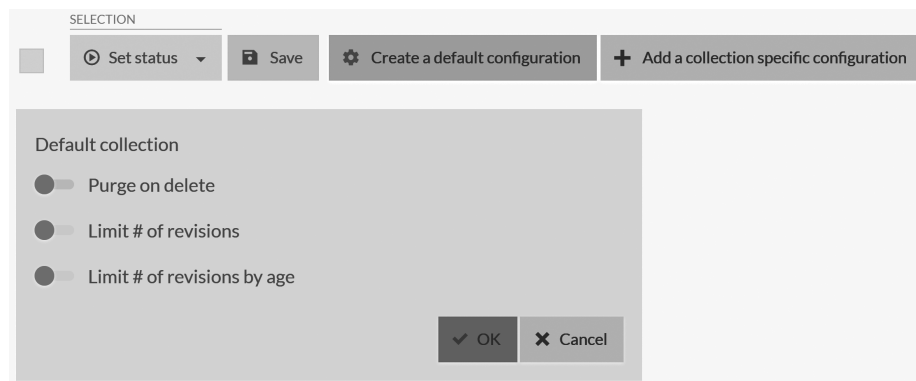 SELECTION
Set status Save Create a default configuration Add a collection specific configuration
Default collection
Purge on delete
Limit # of revisions
Limit # of revisions by age
OK Cancel